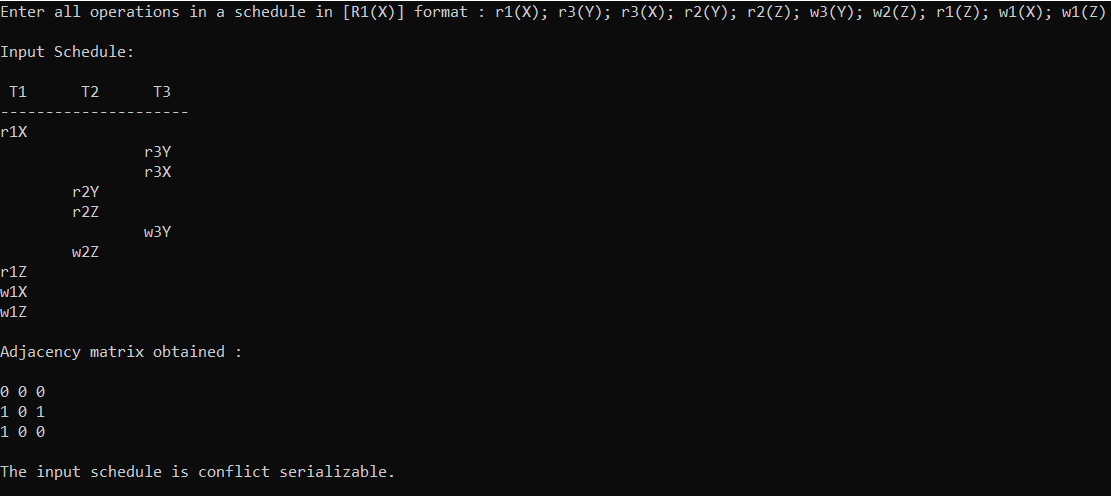 Enter all operations in a schedule in [R1(X)] format : r1(X); r3(Y); r3(X); r2(Y); r2(Z); w3(Y); w2(Z); r1(Z); w1(X); w1(Z)
Input Schedule:
T1 T2 T3
---------------------
r1X
r3Y
r3X
r2Y
r2Z
w3Y
w2Z
r1Z
w1X
w1Z
Adjacency matrix obtained :
0 0 0
1 0 1
1 0 0
The input schedule is conflict serializable.